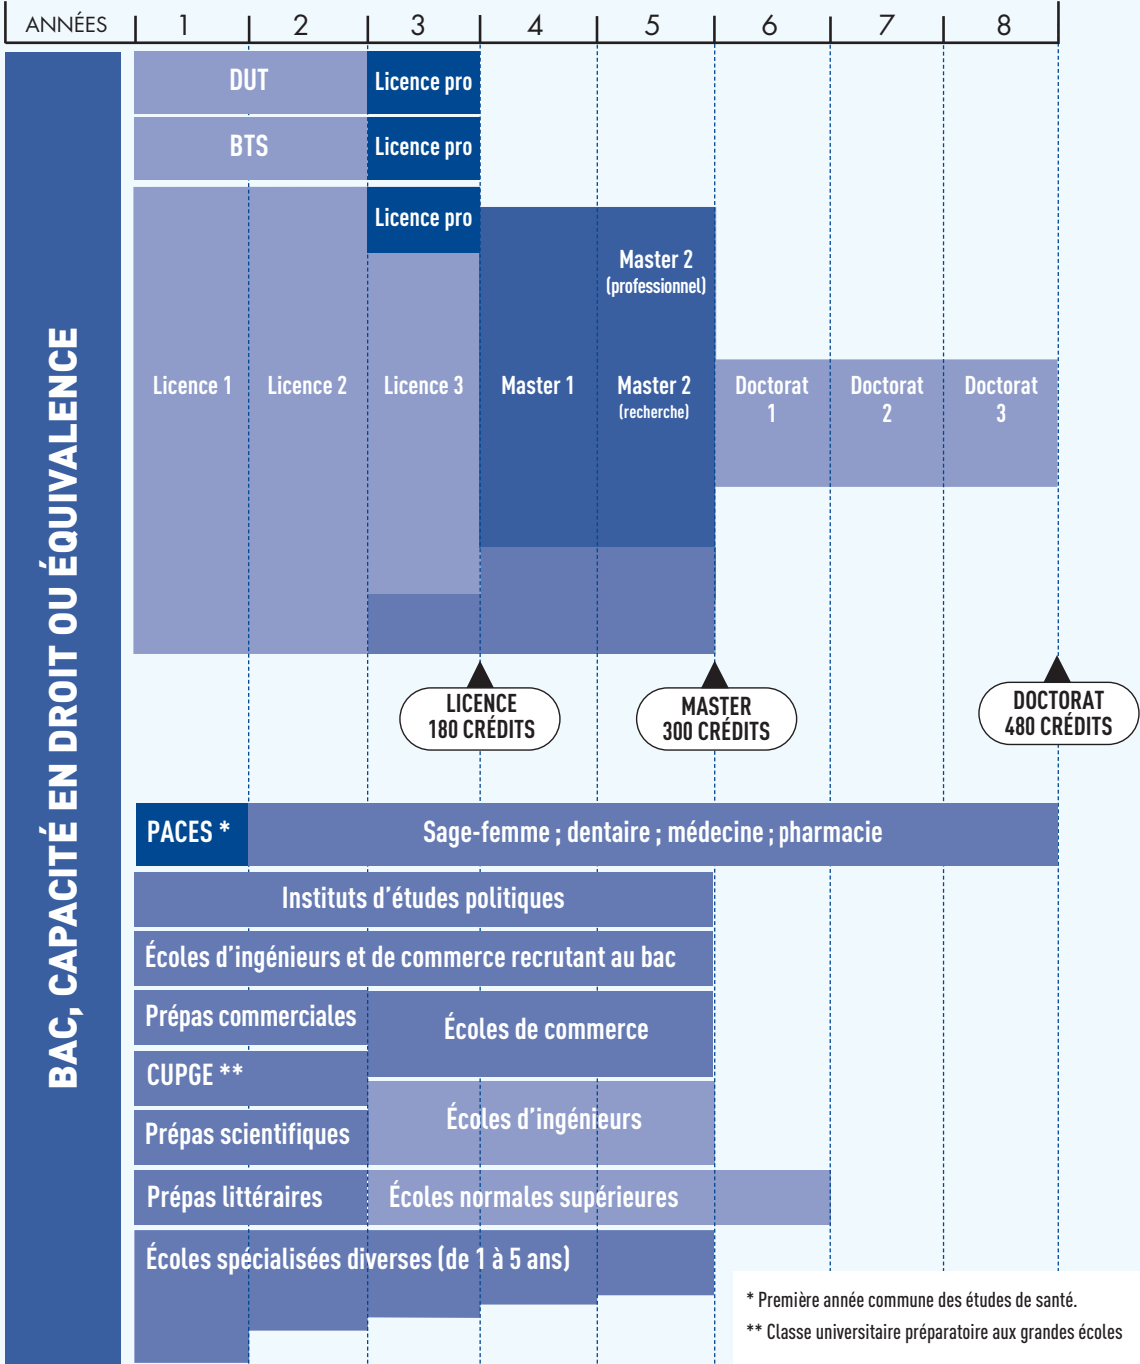 ANNÉES 1 2 3 4 5 6 7 8
BAC, CAPACITÉ EN DROIT OU ÉQUIVALENCE
DUT Licence pro
BTS Licence pro
Licence pro
Master 2
(professionnel)
Licence 1 Licence 2 Licence 3 Master 1 Master 2 Doctorat Doctorat Doctorat
(recherche) 1 2 3
LICENCE MASTER DOCTORAT
180 CRÉDITS 300 CRÉDITS 480 CRÉDITS
PACES * Sage-femme ; dentaire ; médecine ; pharmacie
Instituts d'études politiques
Écoles d'ingénieurs et de commerce recrutant au bac
Prépas commerciales
Écoles de commerce
CUPGE **
Écoles d'ingénieurs
Prépas scientifiques
Prépas littéraires Écoles normales supérieures
Écoles spécialisées diverses (de 1 à 5 ans)
* Première année commune des études de santé.
** Classe universitaire préparatoire aux grandes écoles